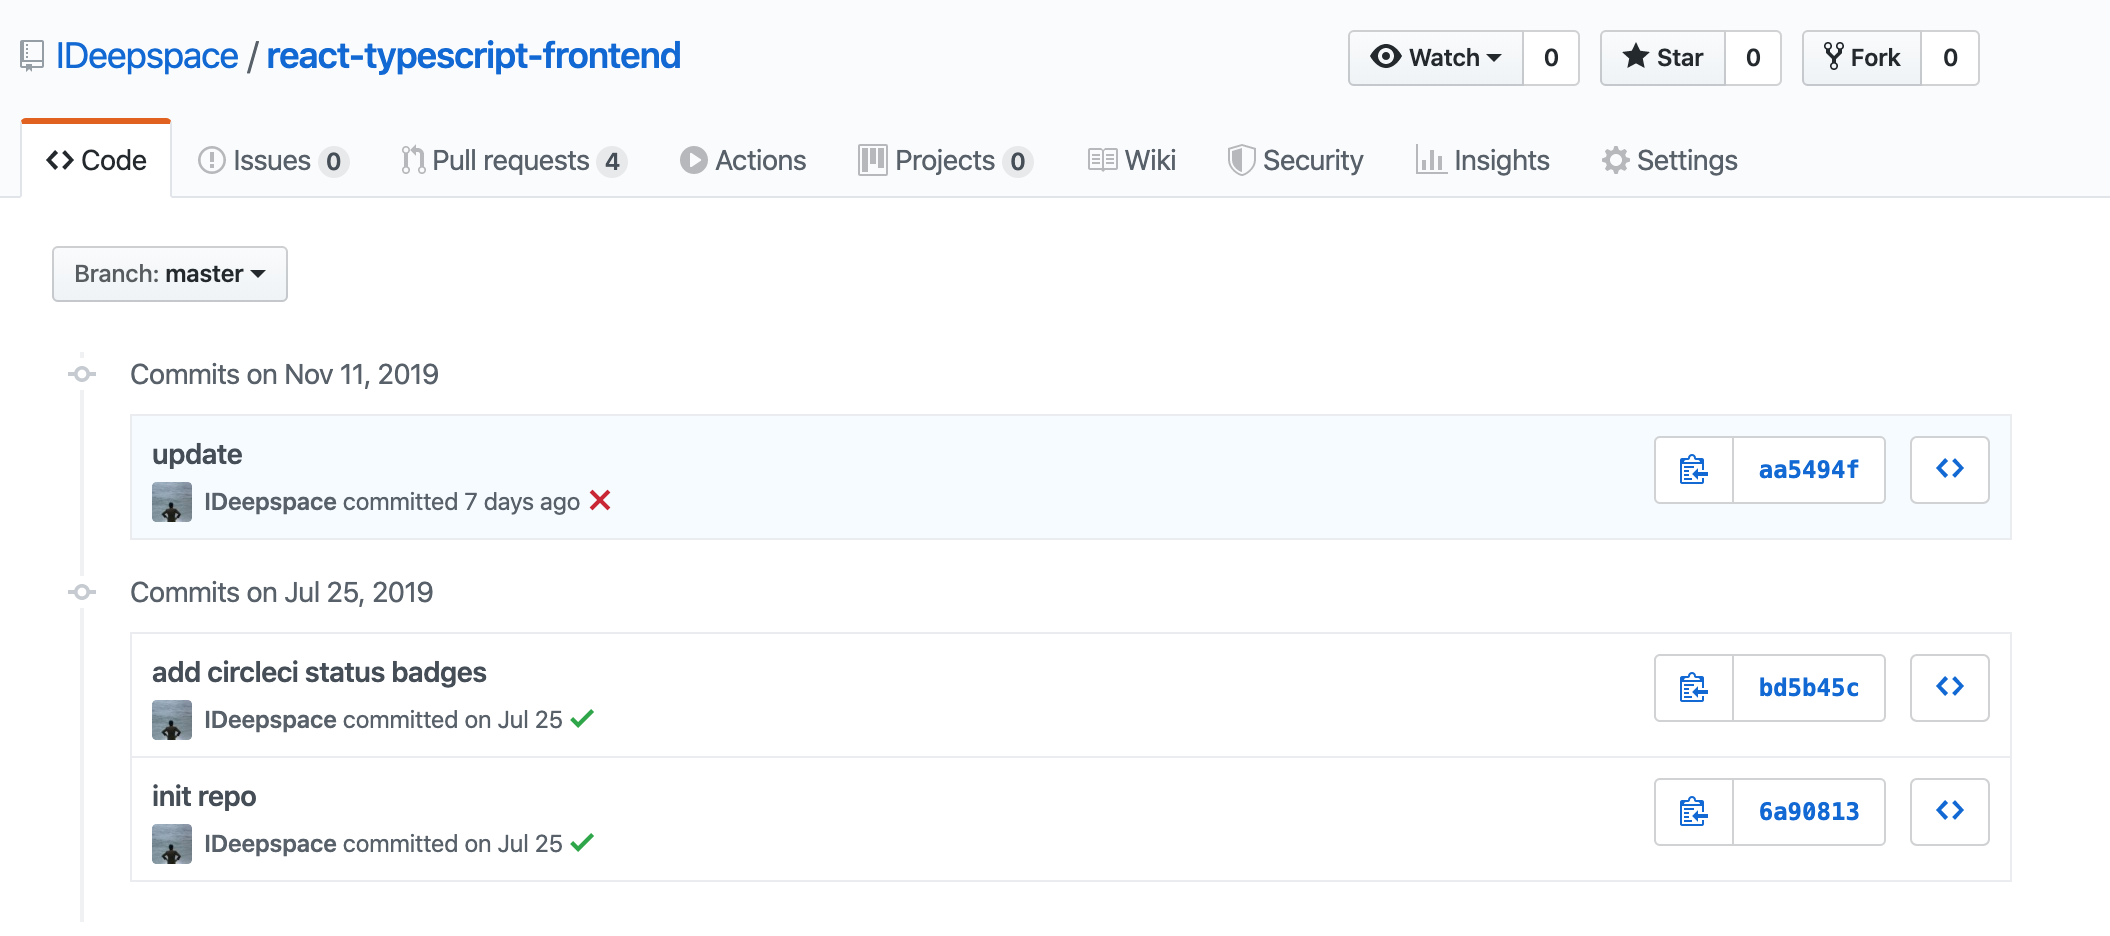 IDeepspace / react-typescript-frontend
Watch 0 Star 0 Fork 0
Code Issues 0 Pull requests 4 Actions Projects 0 Wiki Security Insights Settings
Branch: master
Commits on Nov 11, 2019
update
aa5494f
IDeepspace committed 7 days ago
Commits on Jul 25, 2019
add circleci status badges
bd5b45c
IDeepspace committed on Jul 25
init repo
6a90813
IDeepspace committed on Jul 25